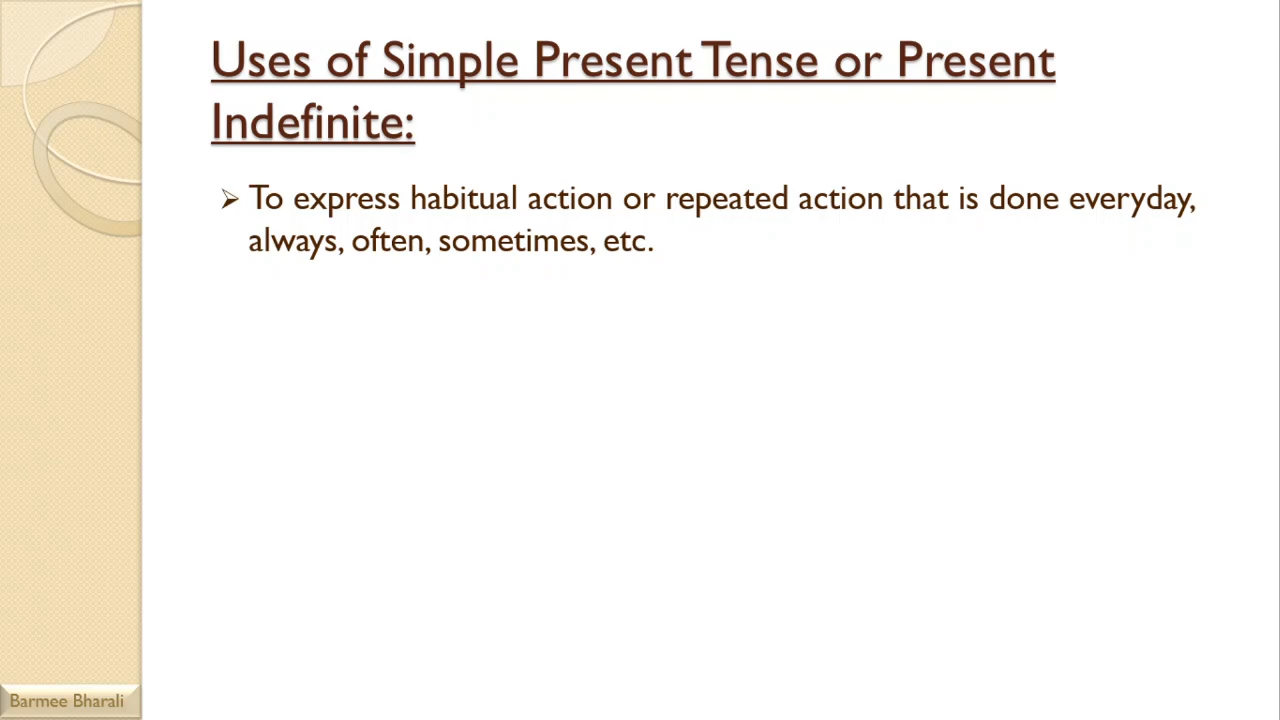 Uses of Simple Present Tense or Present
Indefinite:
➢ To express habitual action or repeated action that is done everyday,
always, often, sometimes, etc.
Barmee Bharali